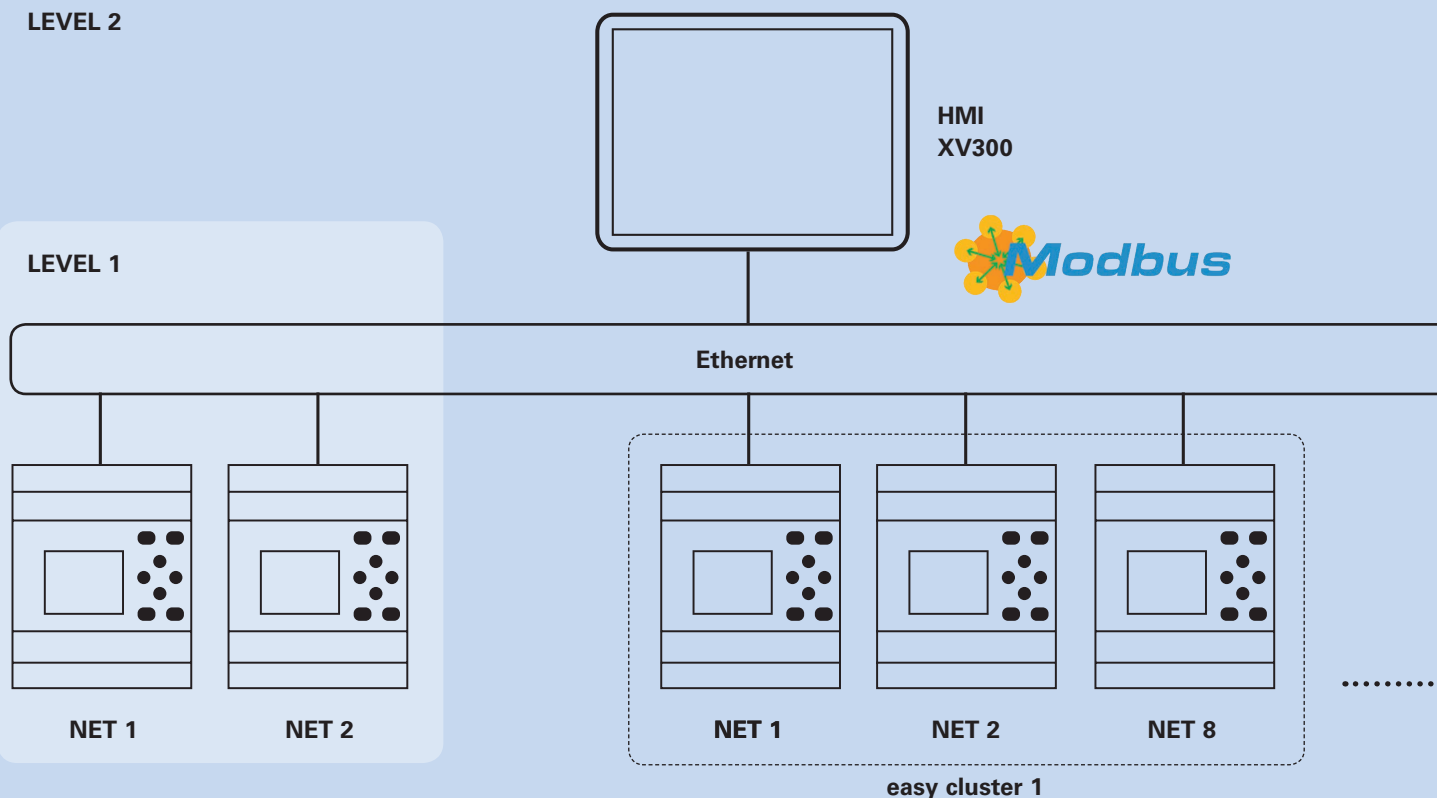 LEVEL 2
HMI
XV300
Modbus
LEVEL 1
Ethernet
NET 1
NET 2
NET 1
NET 2
NET 8
easy cluster 1